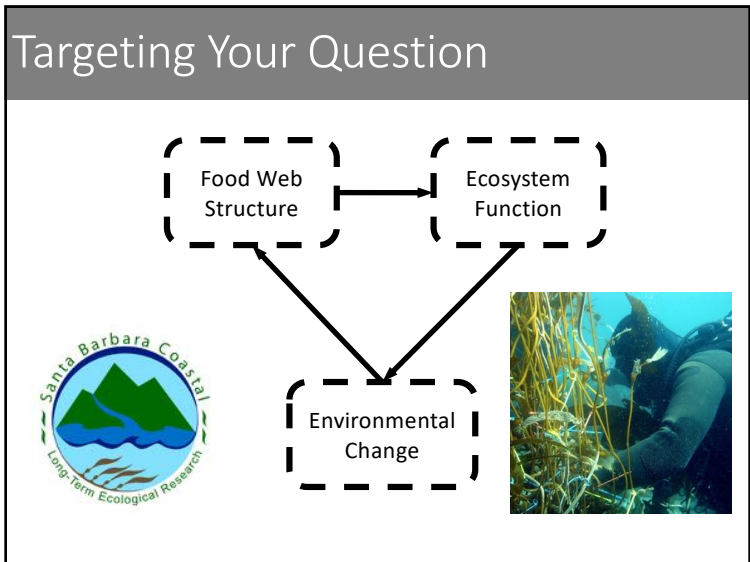 Targeting Your Question
Food Web
Structure
Ecosystem
Function
Environmental
Change
Santa Barbara Coastal
Long-Term Ecological Research